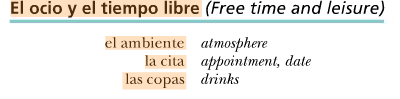 El ocio y el tiempo libre (Free time and leisure)
el ambiente atmosphere
la cita appointment, date
las copas drinks